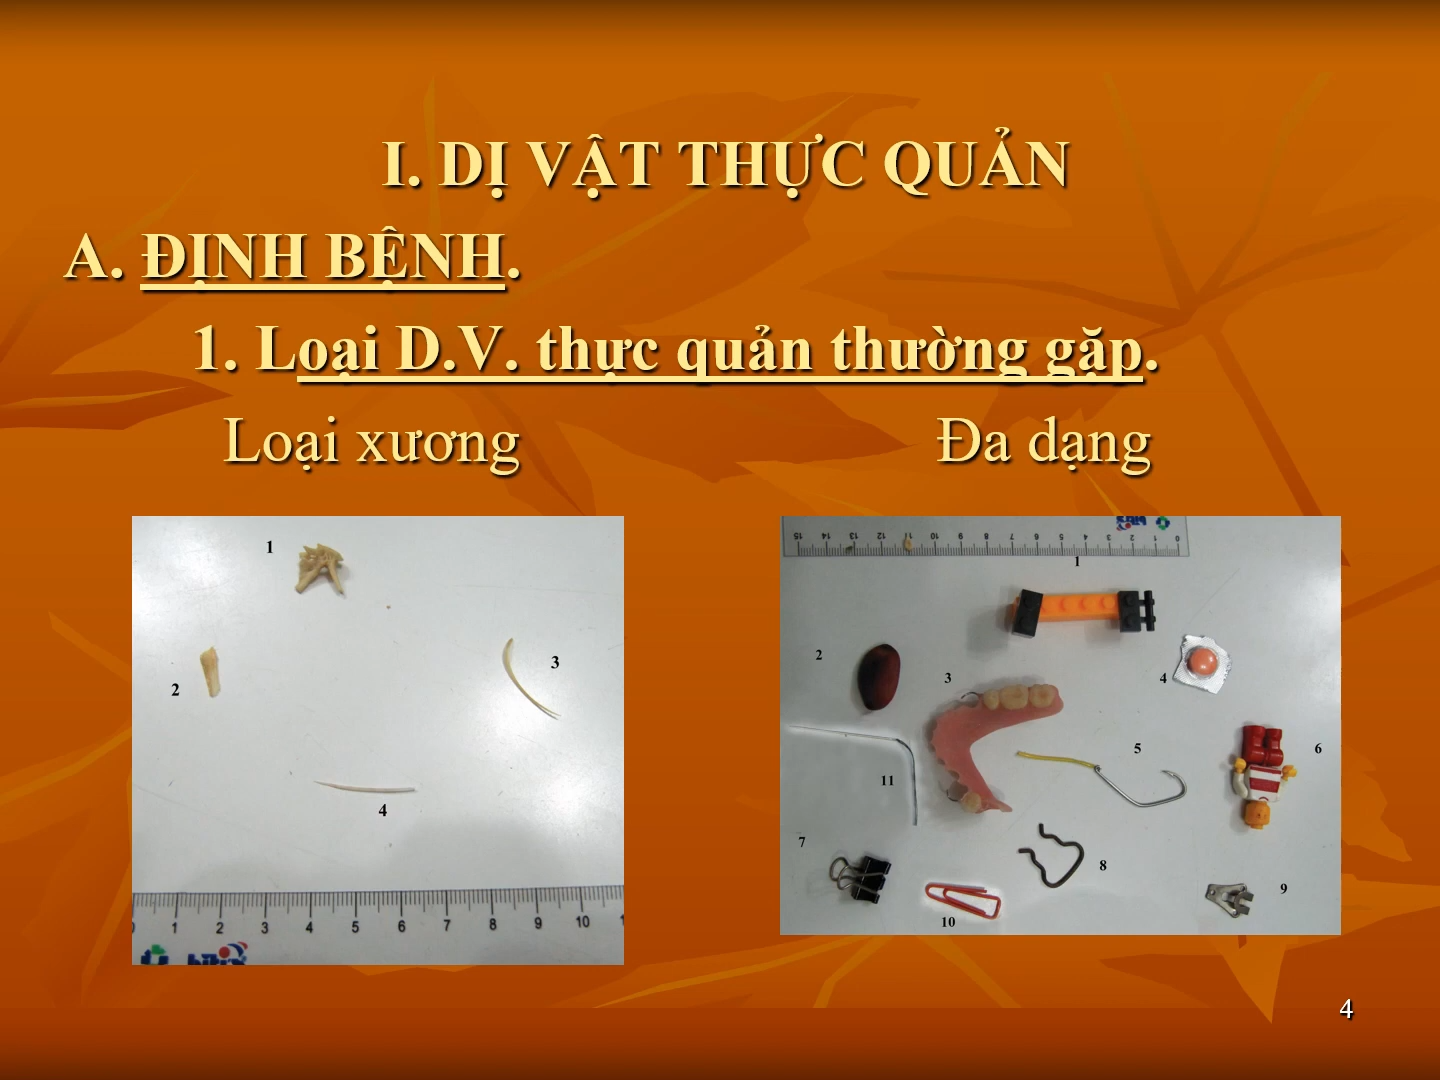 I. DỊ VẬT THỰC QUẢN
A. ĐỊNH BỆNH.
1. Loại D.V. thực quản thường gặp.
Loại xương Đa dạng
1
2
3
4
1 2 3 4 5 6 7 8 9 10
15 14 13 12 11 10 9 8 7 6 5 4 3 2 1 0
1
2
3
4
5
6
11
7
8
9
10
4